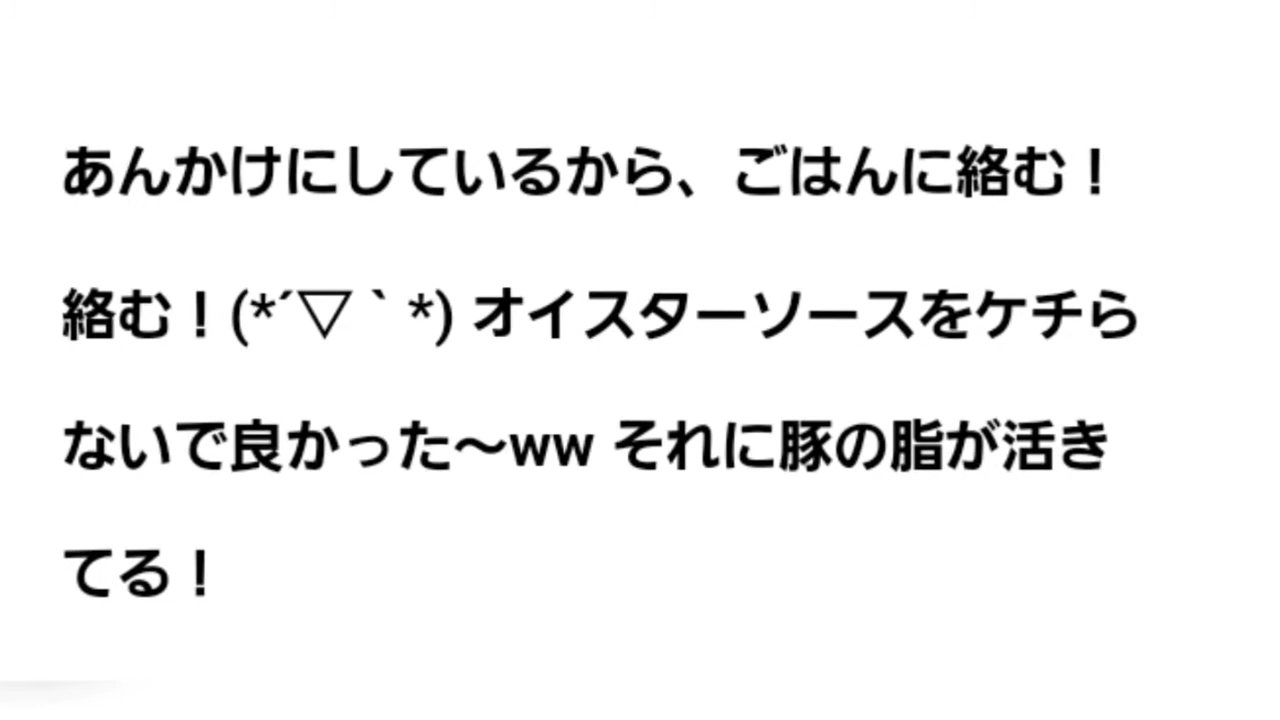 あんかけにしているから、ごはんに絡む！
絡む！(*´▽｀*) オイスターソースをケチら
ないで良かった〜ww それに豚の脂が活き
てる！